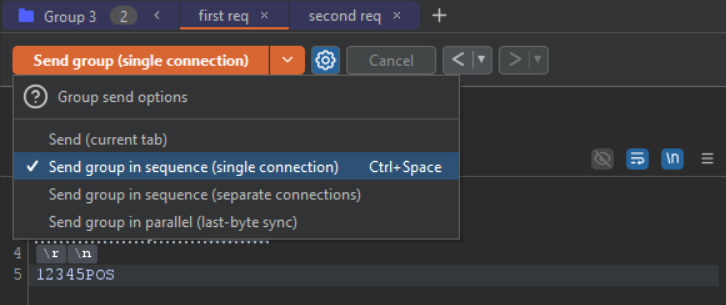 Group 3 2 < first req × second req × +
Send group (single connection) Cancel < >
Group send options
Send (current tab)
Send group in sequence (single connection) Ctrl+Space
Send group in sequence (separate connections)
Send group in parallel (last-byte sync)
\n
4 \r \n
5 12345POS